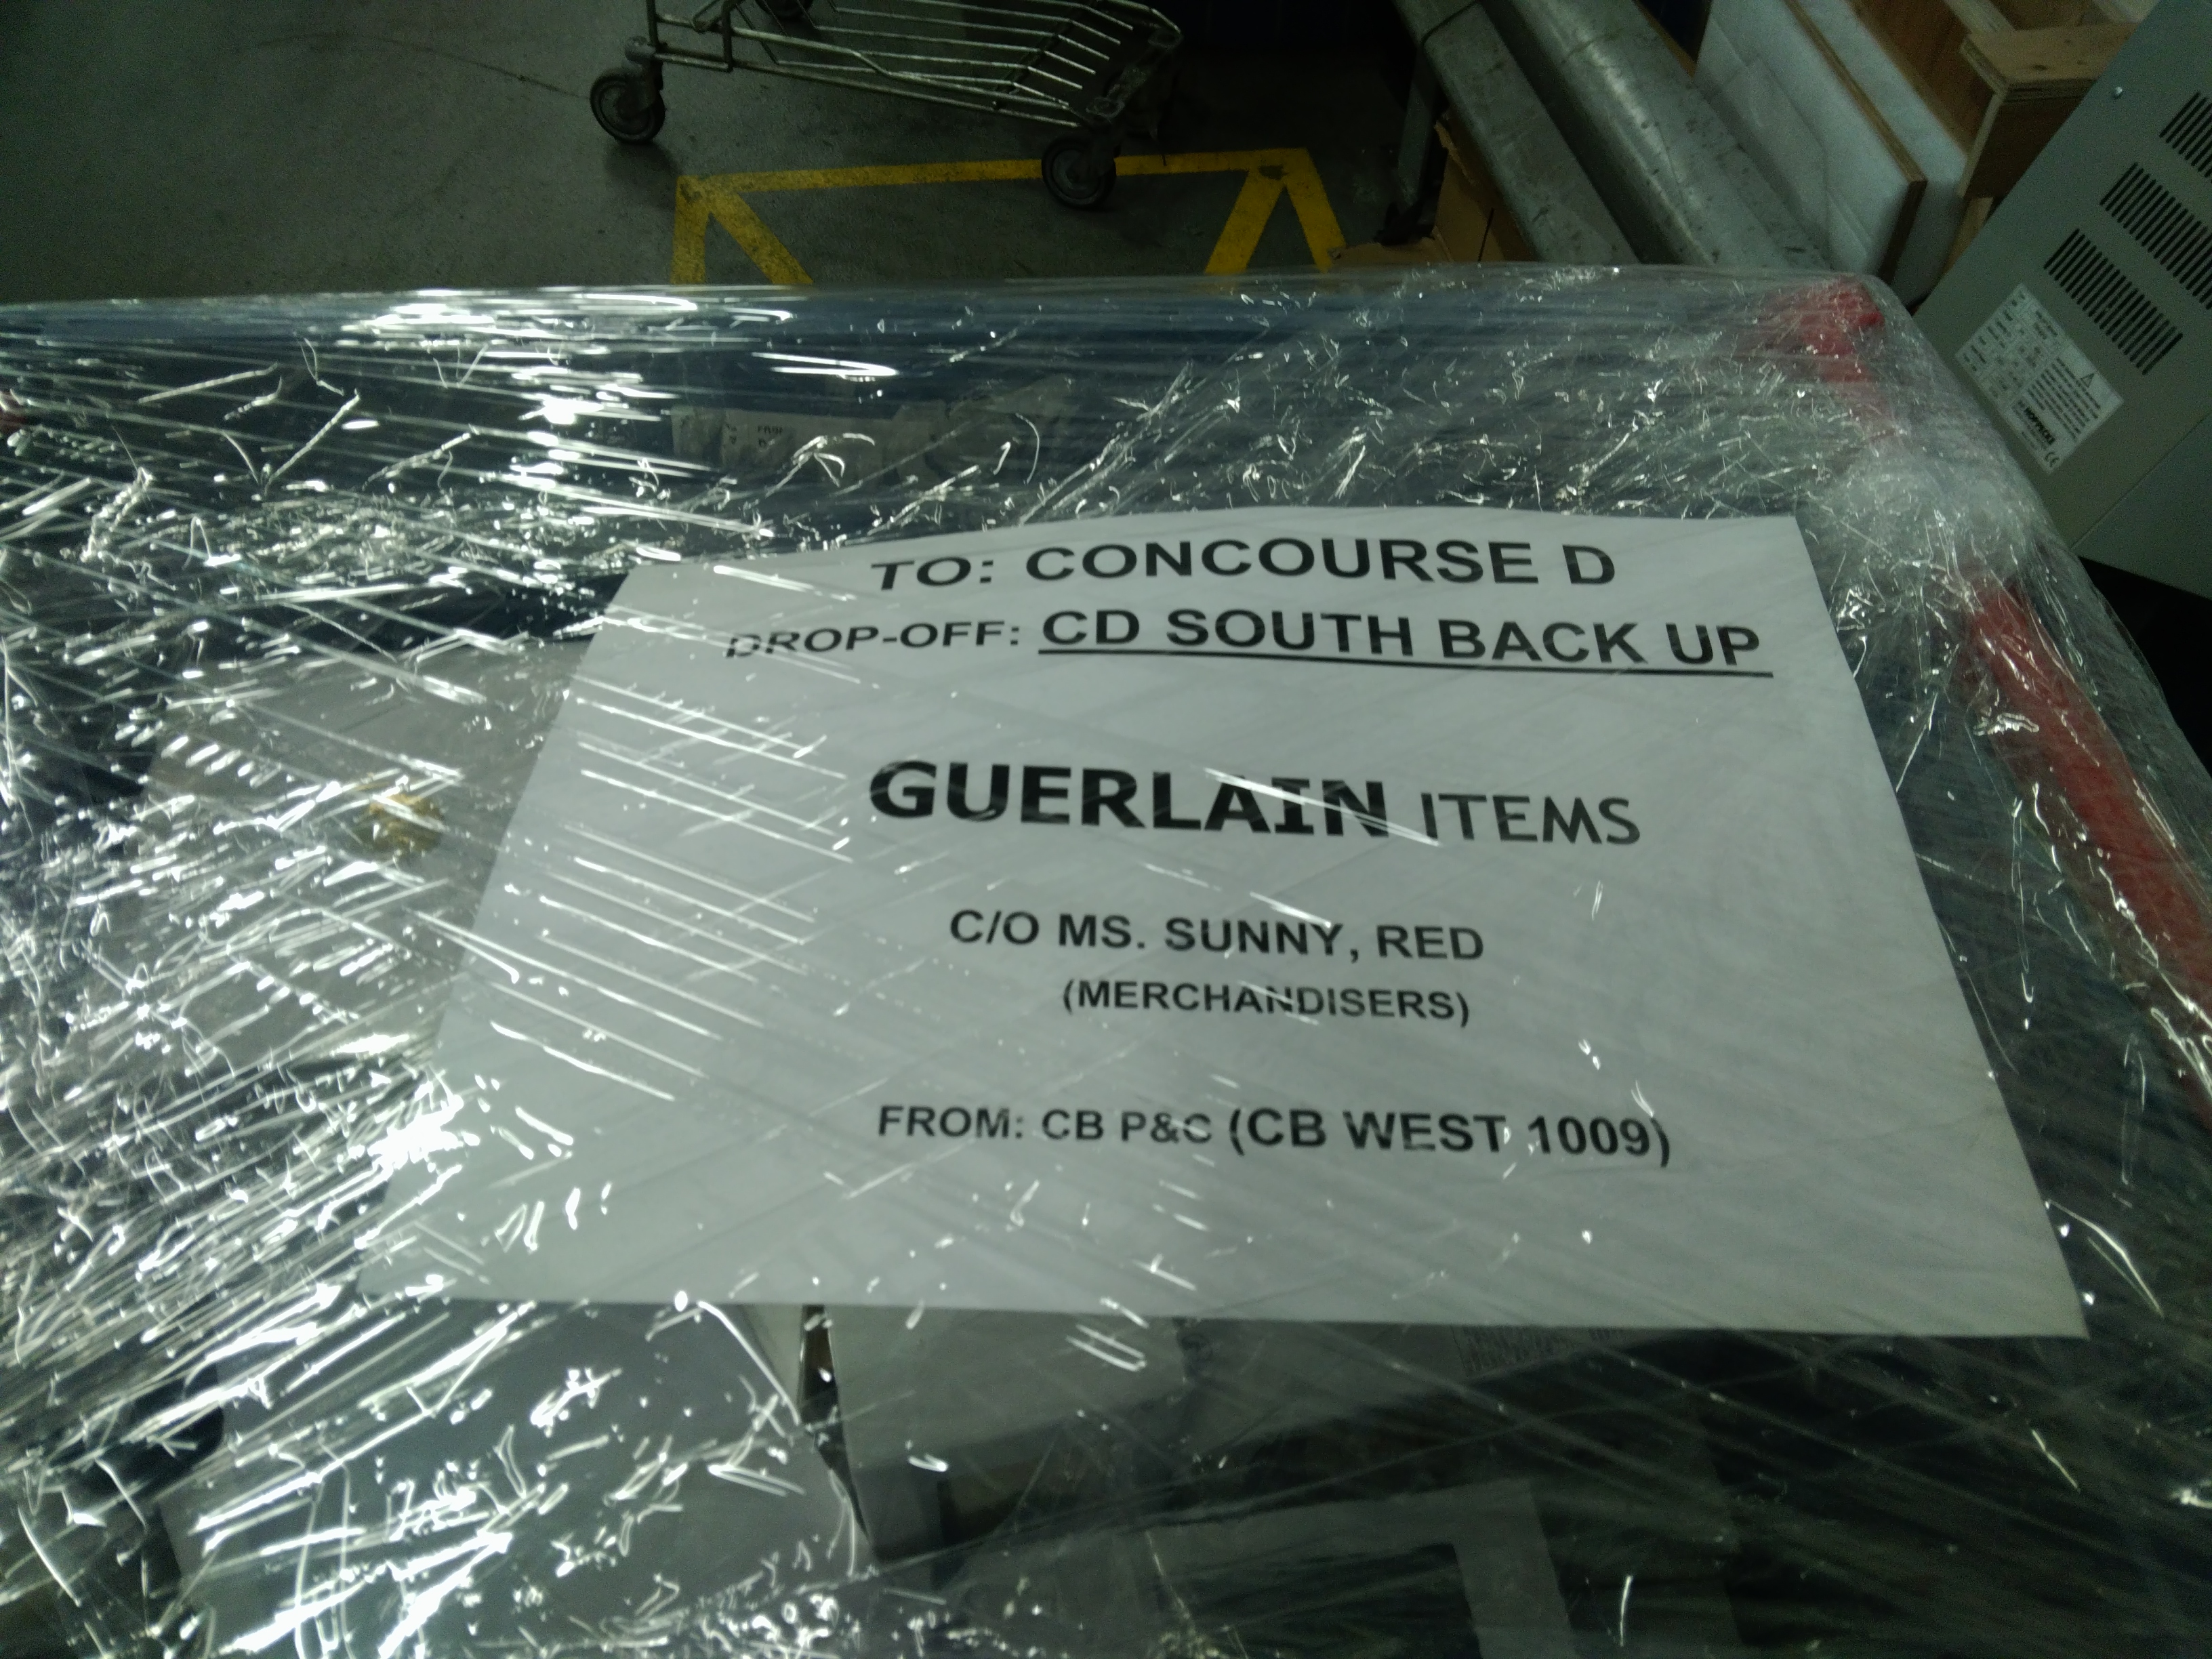 TO: CONCOURSE D
DROP-OFF: CD SOUTH BACK UP
GUERLAIN ITEMS
C/O MS. SUNNY, RED
(MERCHANDISERS)
FROM: CB P&C (CB WEST 1009)
HOPPECKE